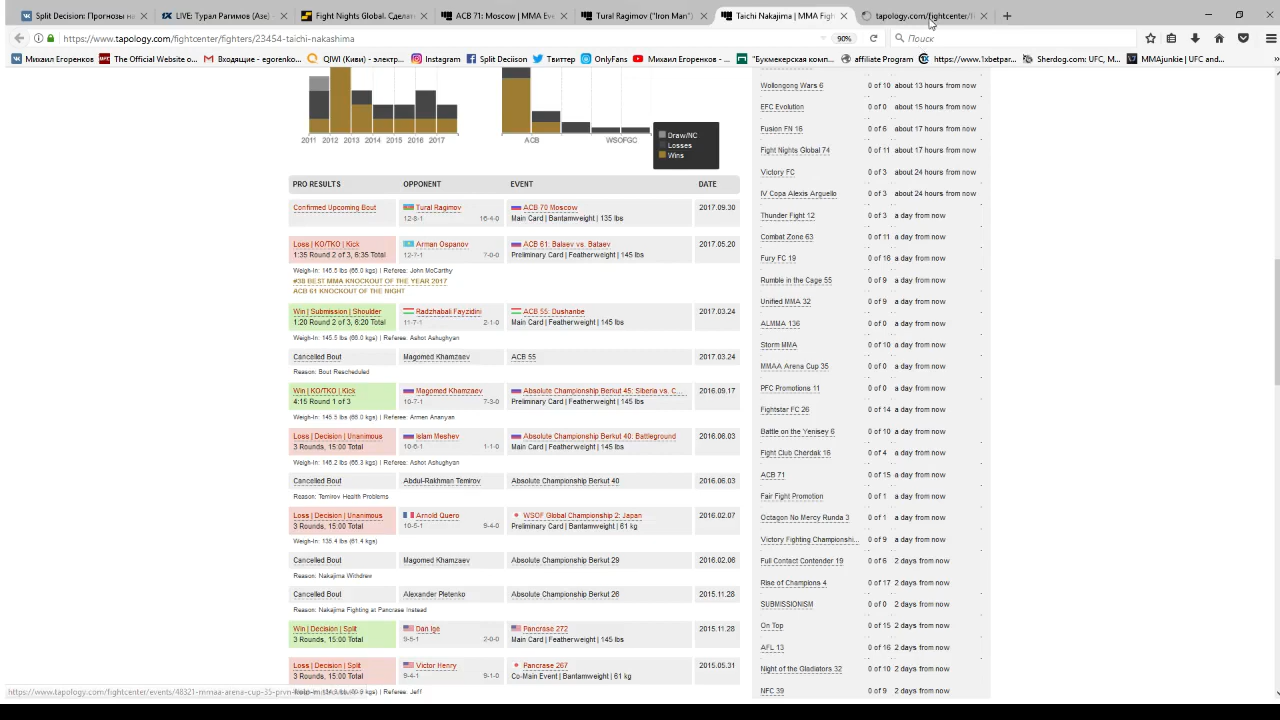 Split Decision: Прогнозы на
LIVE: Турал Рагимов (Азе)
Fight Nights Global. Сделат
ACB 71: Moscow | MMA Eve
Tural Ragimov ("Iron Man")
Taichi Nakajima | MMA Figh
tapology.com/fightcenter/fi
https://www.tapology.com/fightcenter/fighters/23454-taichi-nakashima
90%
Поиск
Михаил Егоренков
The Official Website o...
Входящие - egorenko...
QIWI (Киви) - электр...
Instagram
Split Decision
Твиттер
OnlyFans
Михаил Егоренков - ...
"Букмекерская комп...
affiliate Program
https://www.1xbetpar...
Sherdog.com: UFC, M...
MMAjunkie | UFC and...
2011 2012 2013 2014 2015 2016 2017
ACB WSOFGC
Draw/NC
Losses
Wins
PRO RESULTS OPPONENT EVENT DATE
Confirmed Upcoming Bout Tural Ragimov ACB 70 Moscow 2017.09.30
12-8-1 16-4-0 Main Card | Bantamweight | 135 lbs
Loss | KO/TKO | Kick Arman Ospanov ACB 61: Balaev vs. Bataev 2017.05.20
1:35 Round 2 of 3, 6:35 Total 12-7-1 7-0-0 Preliminary Card | Featherweight | 145 lbs
Weigh-In: 145.5 lbs (66.0 kgs) | Referee: John McCarthy
#38 BEST MMA KNOCKOUT OF THE YEAR 2017
ACB 61 KNOCKOUT OF THE NIGHT
Win | Submission | Shoulder Radzhabali Fayzidini ACB 55: Dushanbe 2017.03.24
1:20 Round 2 of 3, 6:20 Total 11-7-1 2-1-0 Main Card | Featherweight | 145 lbs
Weigh-In: 145.5 lbs (66.0 kgs) | Referee: Ashot Ashughyan
Cancelled Bout Magomed Khamzaev ACB 55 2017.03.24
Reason: Bout Rescheduled
Win | KO/TKO | Kick Magomed Khamzaev Absolute Championship Berkut 45: Siberia vs. C... 2016.09.17
4:15 Round 1 of 3 10-7-1 7-3-0 Preliminary Card | Featherweight | 145 lbs
Weigh-In: 145.5 lbs (66.0 kgs) | Referee: Armen Ananyan
Loss | Decision | Unanimous Islam Meshev Absolute Championship Berkut 40: Battleground 2016.06.03
3 Rounds, 15:00 Total 10-6-1 1-1-0 Main Card | Featherweight | 145 lbs
Weigh-In: 146.2 lbs (66.3 kgs) | Referee: Ashot Ashughyan
Cancelled Bout Abdul-Rakhman Temirov Absolute Championship Berkut 40 2016.06.03
Reason: Temirov Health Problems
Loss | Decision | Unanimous Arnold Quero WSOF Global Championship 2: Japan 2016.02.07
3 Rounds, 15:00 Total 10-5-1 9-4-0 Preliminary Card | Bantamweight | 61 kg
Weigh-In: 135.4 lbs (61.4 kgs)
Cancelled Bout Magomed Khamzaev Absolute Championship Berkut 29 2016.02.06
Reason: Nakajima Withdrew
Cancelled Bout Alexander Pletenko Absolute Championship Berkut 26 2015.11.28
Reason: Nakajima Fighting at Pancrase Instead
Win | Decision | Split Dan Ige Pancrase 272 2015.11.28
3 Rounds, 15:00 Total 9-5-1 2-0-0 Main Card | Featherweight | 145 lbs
Loss | Decision | Split Victor Henry Pancrase 267 2015.05.31
3 Rounds, 15:00 Total 9-4-1 9-1-0 Co-Main Event | Bantamweight | 61 kg
Referee: Jeff
Wollongong Wars 6 0 of 10 about 13 hours from now
EFC Evolution 0 of 0 about 15 hours from now
Fusion FN 16 0 of 6 about 17 hours from now
Fight Nights Global 74 0 of 11 about 17 hours from now
Victory FC 0 of 3 about 24 hours from now
IV Copa Alexis Arguello 0 of 3 about 24 hours from now
Thunder Fight 12 0 of 3 a day from now
Combat Zone 63 0 of 11 a day from now
Fury FC 19 0 of 16 a day from now
Rumble in the Cage 55 0 of 9 a day from now
Unified MMA 32 0 of 9 a day from now
ALMMA 136 0 of 0 a day from now
Storm MMA 0 of 10 a day from now
MMAA Arena Cup 35 0 of 0 a day from now
PFC Promotions 11 0 of 0 a day from now
Fightstar FC 26 0 of 14 a day from now
Battle on the Yenisey 6 0 of 10 a day from now
Fight Club Cherdak 16 0 of 4 a day from now
ACB 71 0 of 15 a day from now
Fair Fight Promotion 0 of 1 a day from now
Octagon No Mercy Runda 3 0 of 1 a day from now
Victory Fighting Championshi... 0 of 9 a day from now
Full Contact Contender 19 0 of 6 2 days from now
Rise of Champions 4 0 of 17 2 days from now
SUBMISSIONISM 0 of 0 2 days from now
On Top 0 of 15 2 days from now
AFL 13 0 of 16 2 days from now
Night of the Gladiators 32 0 of 10 2 days from now
NFC 39 0 of 9 2 days from now